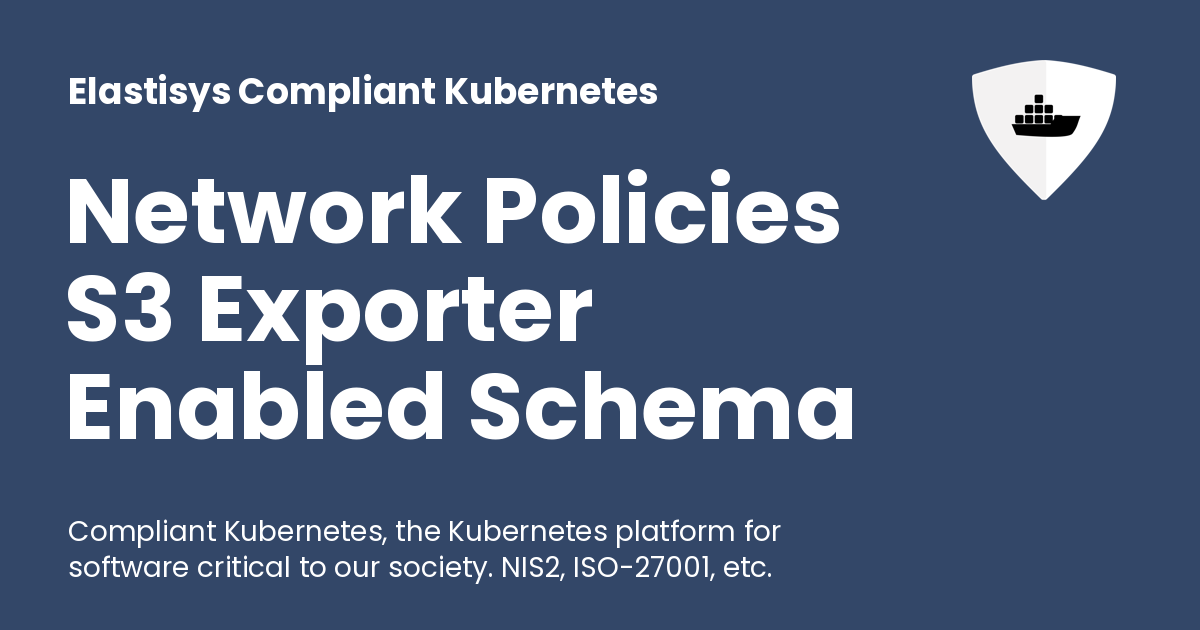 Elastisys Compliant Kubernetes
Network Policies
S3 Exporter
Enabled Schema
Compliant Kubernetes, the Kubernetes platform for
software critical to our society. NIS2, ISO-27001, etc.